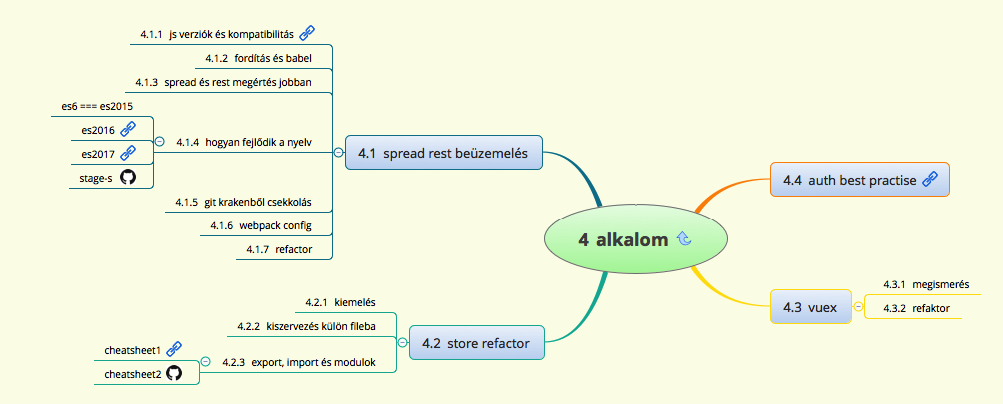 4 alkalom
4.1 spread rest beüzemelés
4.1.1 js verziók és kompatibilitás
4.1.2 fordítás és babel
4.1.3 spread és rest megértés jobban
4.1.4 hogyan fejlődik a nyelv
es6 === es2015
es2016
es2017
stage-s
4.1.5 git krakenből csekkolás
4.1.6 webpack config
4.1.7 refactor
4.2 store refactor
4.2.1 kiemelés
4.2.2 kiszervezés külön fileba
4.2.3 export, import és modulok
cheatsheet1
cheatsheet2
4.3 vuex
4.3.1 megismerés
4.3.2 refaktor
4.4 auth best practise